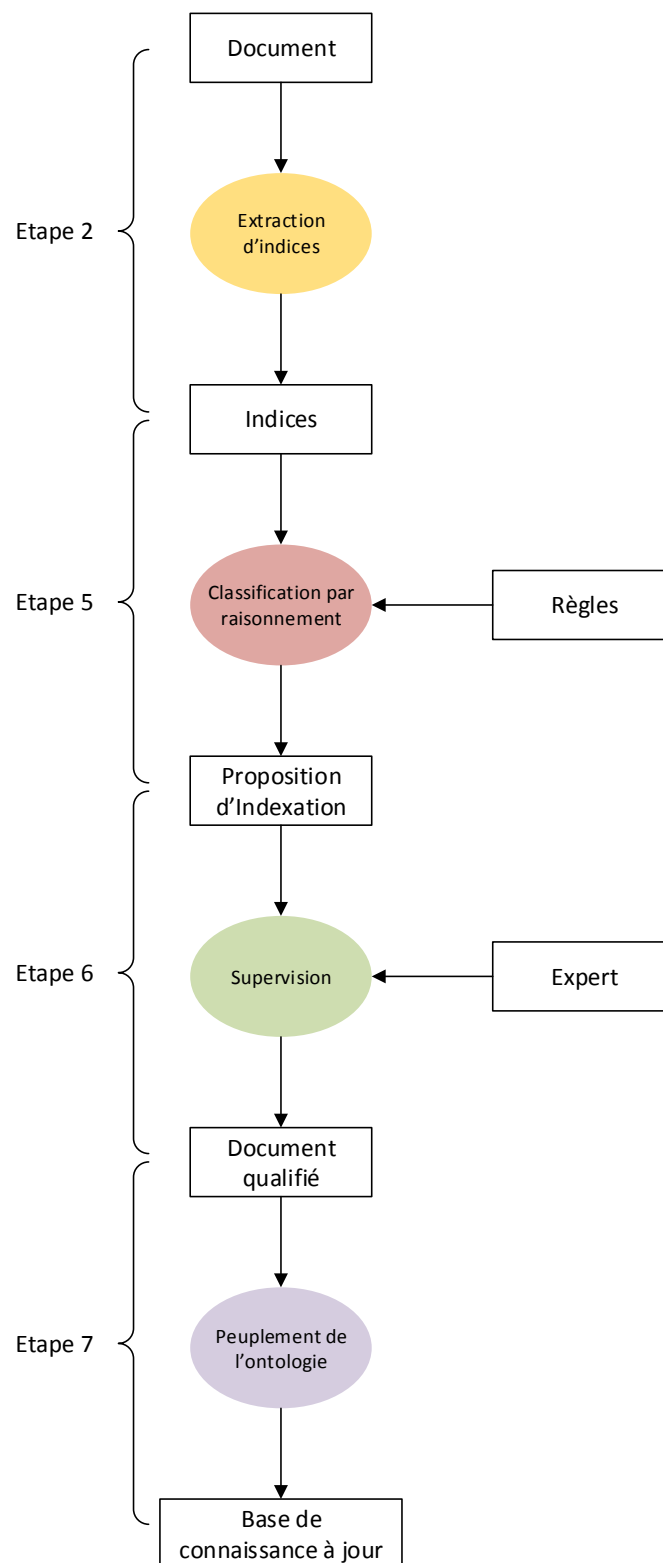 Document
Etape 2
Extraction
d’indices
Indices
Etape 5
Classification par
raisonnement
Règles
Proposition
d’Indexation
Etape 6
Supervision
Expert
Document
qualifié
Etape 7
Peuplement de
l’ontologie
Base de
connaissance à jour